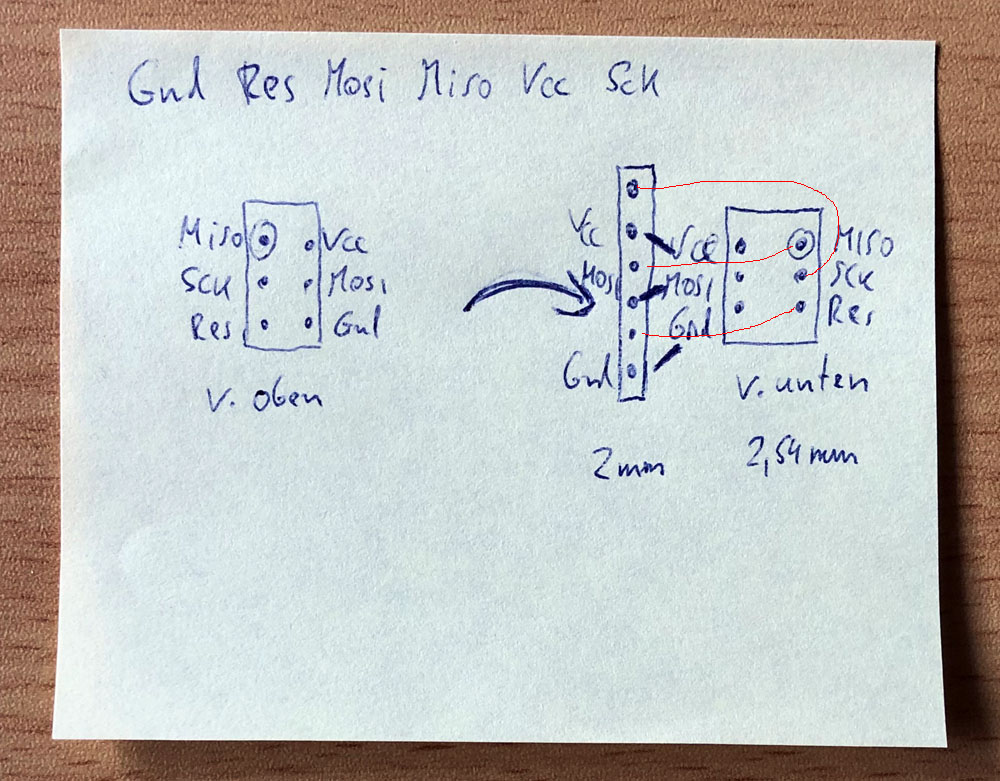 Gnd Res Mosi Miso Vcc Sck
Miso Vcc
Sck Mosi
Res Gnd
v. oben
Vcc Vcc Miso
Mosi Mosi Sck
Res
Gnd
Gnd
v. unten
2mm 2,54mm